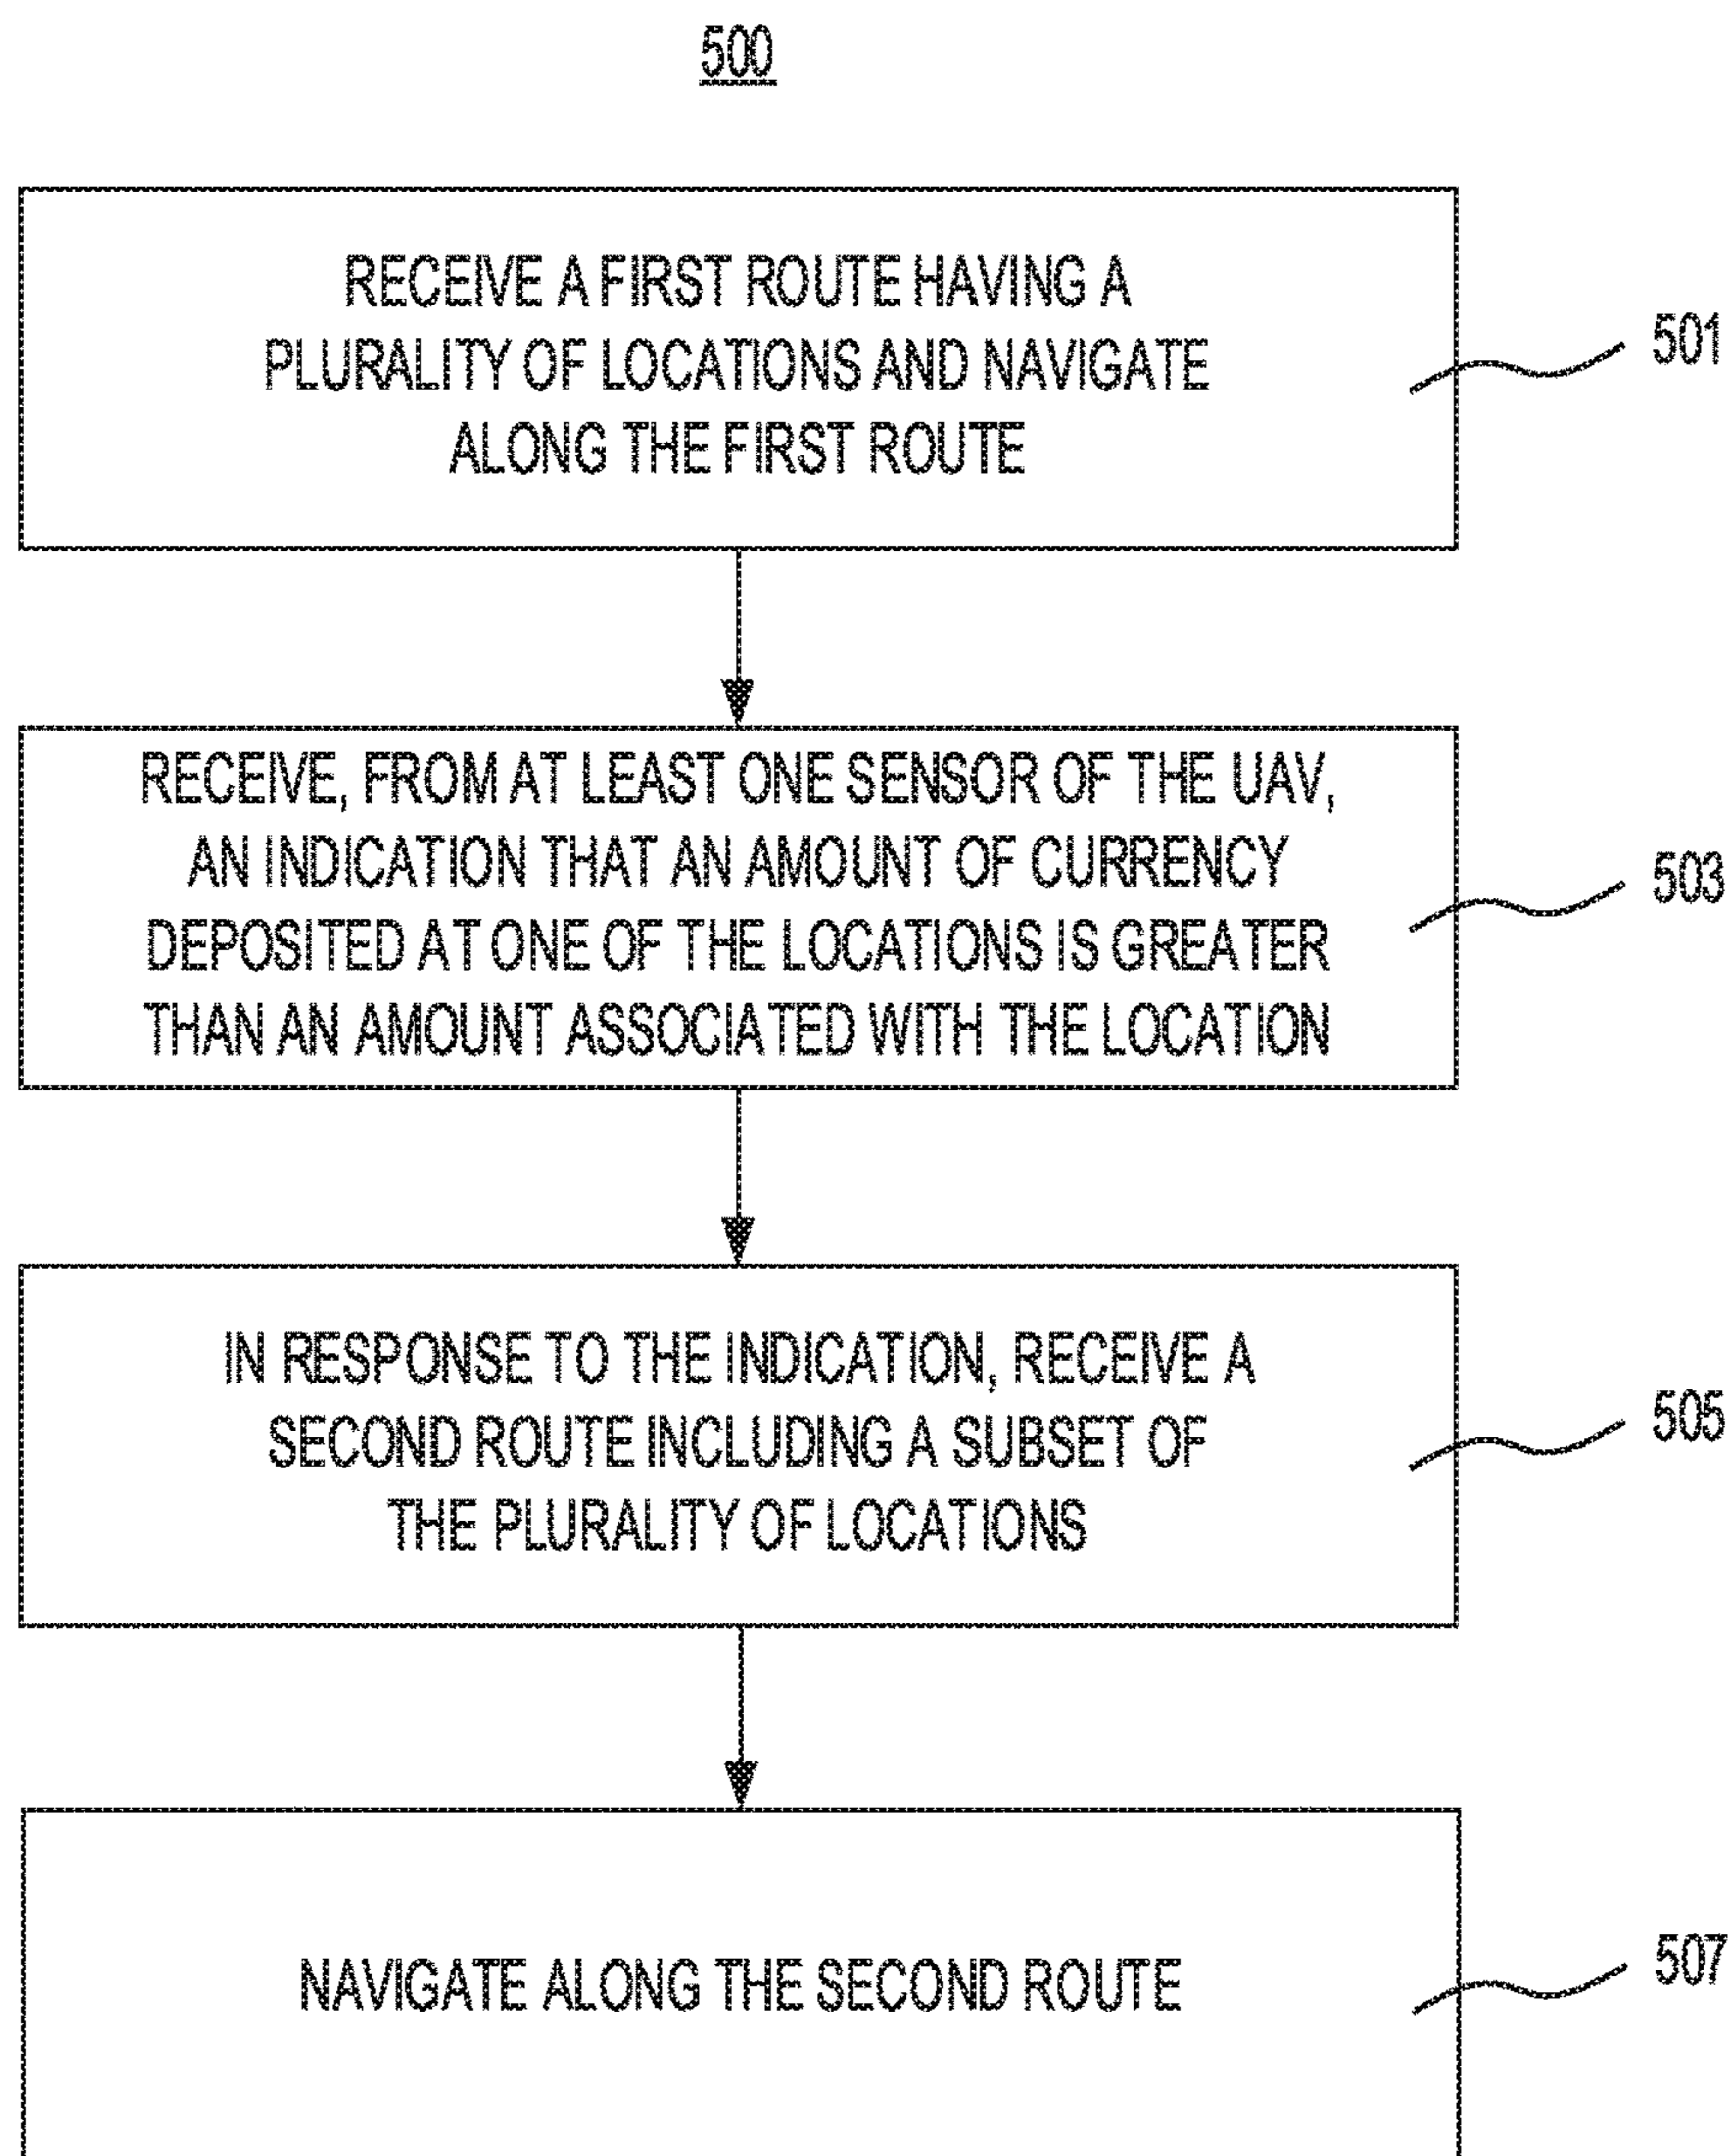 500
RECEIVE A FIRST ROUTE HAVING A
PLURALITY OF LOCATIONS AND NAVIGATE
ALONG THE FIRST ROUTE
501
RECEIVE, FROM AT LEAST ONE SENSOR OF THE UAV,
AN INDICATION THAT AN AMOUNT OF CURRENCY
DEPOSITED AT ONE OF THE LOCATIONS IS GREATER
THAN AN AMOUNT ASSOCIATED WITH THE LOCATION
503
IN RESPONSE TO THE INDICATION, RECEIVE A
SECOND ROUTE INCLUDING A SUBSET OF
THE PLURALITY OF LOCATIONS
505
NAVIGATE ALONG THE SECOND ROUTE
507